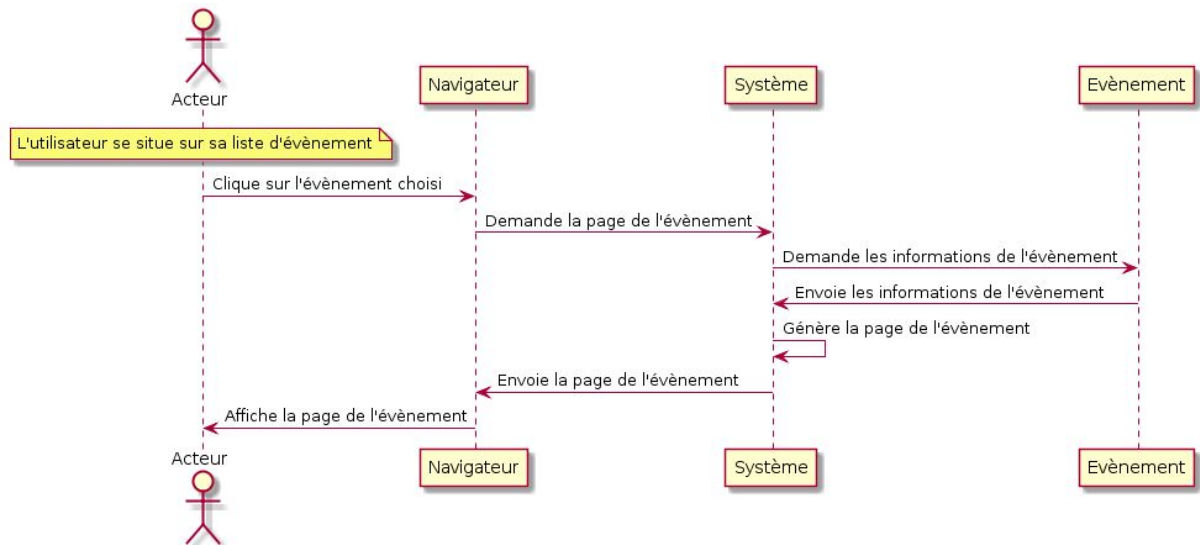 Acteur
Navigateur
Système
Evènement
L'utilisateur se situe sur sa liste d'évènement
Clique sur l'évènement choisi
Demande la page de l'évènement
Demande les informations de l'évènement
Envoie les informations de l'évènement
Génère la page de l'évènement
Envoie la page de l'évènement
Affiche la page de l'évènement
Acteur
Navigateur
Système
Evènement